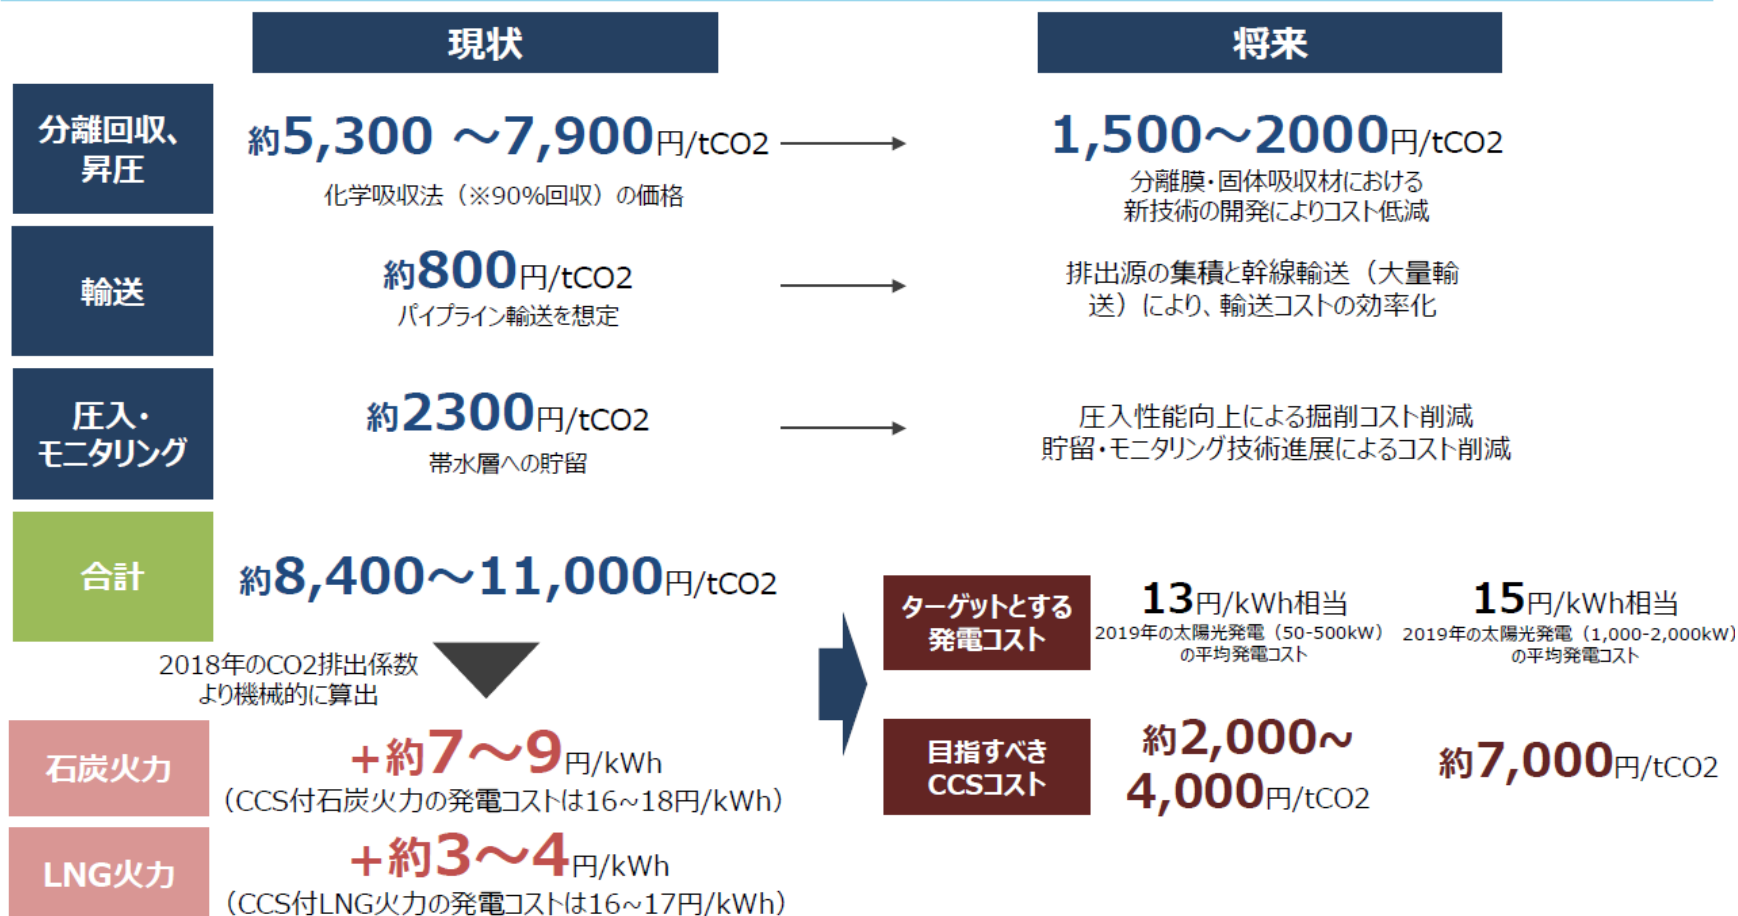 現状
将来
分離回収、
昇圧
約5,300 ～7,900円/tCO2
化学吸収法（※90%回収）の価格
1,500～2000円/tCO2
分離膜・固体吸収材における
新技術の開発によりコスト低減
輸送
約800円/tCO2
パイプライン輸送を想定
排出源の集積と幹線輸送（大量輸
送）により、輸送コストの効率化
圧入・
モニタリング
約2300円/tCO2
帯水層への貯留
圧入性能向上による掘削コスト削減
貯留・モニタリング技術進展によるコスト削減
合計
約8,400～11,000円/tCO2
2018年のCO2排出係数
より機械的に算出
石炭火力
＋約7～9円/kWh
（CCS付石炭火力の発電コストは16~18円/kWh）
LNG火力
＋約3～4円/kWh
（CCS付LNG火力の発電コストは16~17円/kWh）
ターゲットとする
発電コスト
13円/kWh相当
2019年の太陽光発電（50-500kW）
の平均発電コスト
15円/kWh相当
2019年の太陽光発電（1,000-2,000kW）
の平均発電コスト
目指すべき
CCSコスト
約2,000~
4,000円/tCO2
約7,000円/tCO2